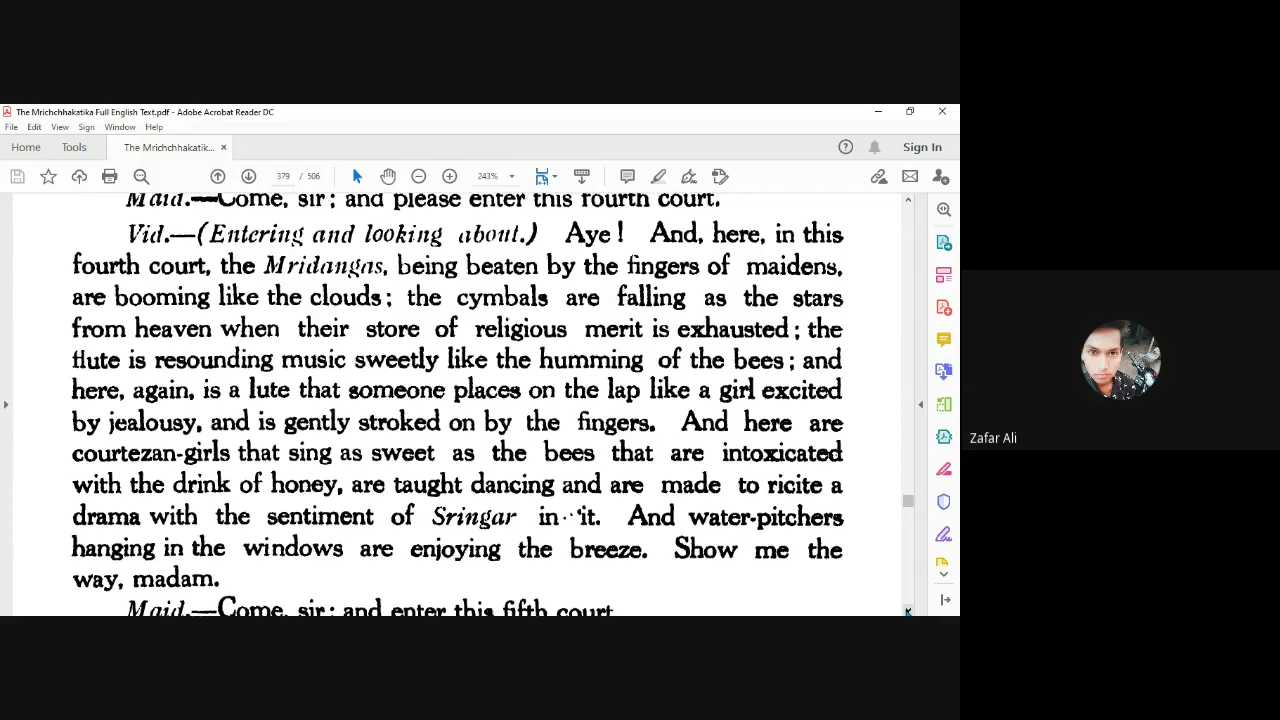 The Mrichchhakatika Full English Text.pdf - Adobe Acrobat Reader DC
File Edit View Sign Window Help
Home Tools The Mrichchhakatik... × Sign In
379 / 506 243%
Maid.—Come, sir; and please enter this fourth court.
Vid.—(Entering and looking about.) Aye! And, here, in this
fourth court, the Mridangas, being beaten by the fingers of maidens,
are booming like the clouds; the cymbals are falling as the stars
from heaven when their store of religious merit is exhausted; the
flute is resounding music sweetly like the humming of the bees; and
here, again, is a lute that someone places on the lap like a girl excited
by jealousy, and is gently stroked on by the fingers. And here are
courtezan-girls that sing as sweet as the bees that are intoxicated
with the drink of honey, are taught dancing and are made to ricite a
drama with the sentiment of Sringar in it. And water-pitchers
hanging in the windows are enjoying the breeze. Show me the
way, madam.
Maid.—Come, sir; and enter this fifth court
Zafar Ali